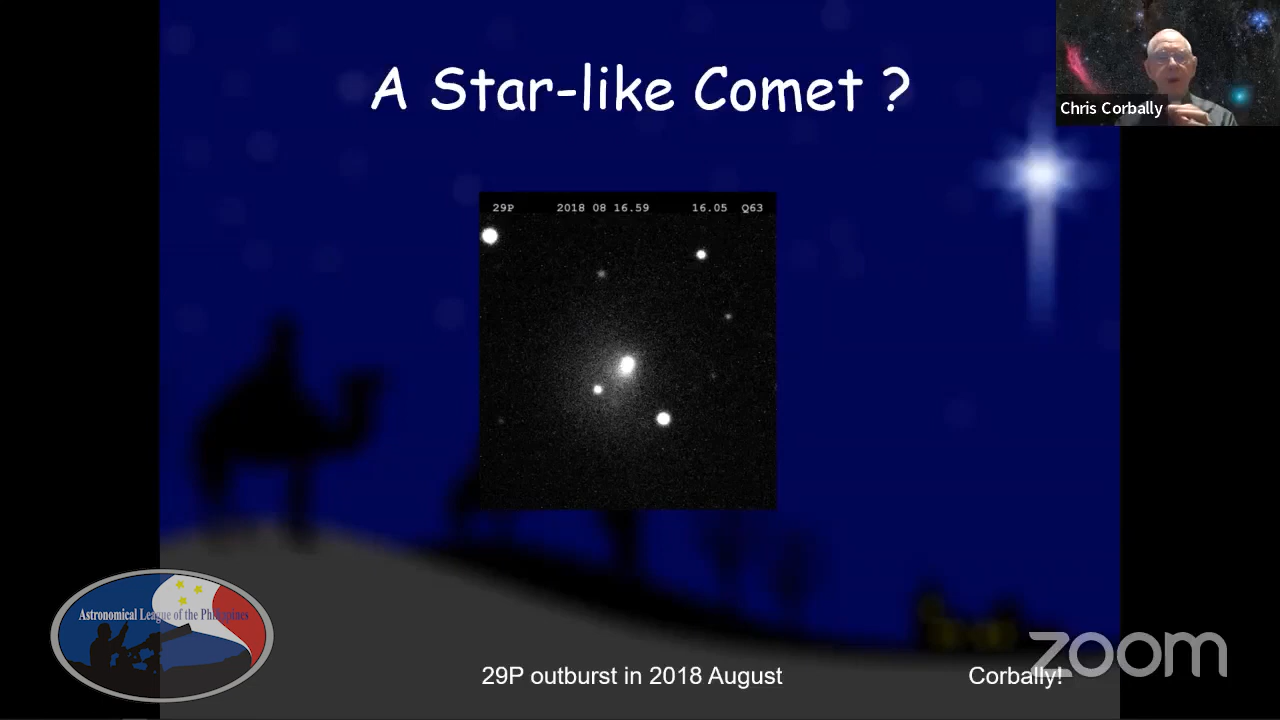 A Star-like Comet ?
Chris Corbally
29P 2018 08 16.59 16.05 Q63
Astronomical League of the Philippines
29P outburst in 2018 August
Corbally!
zoom